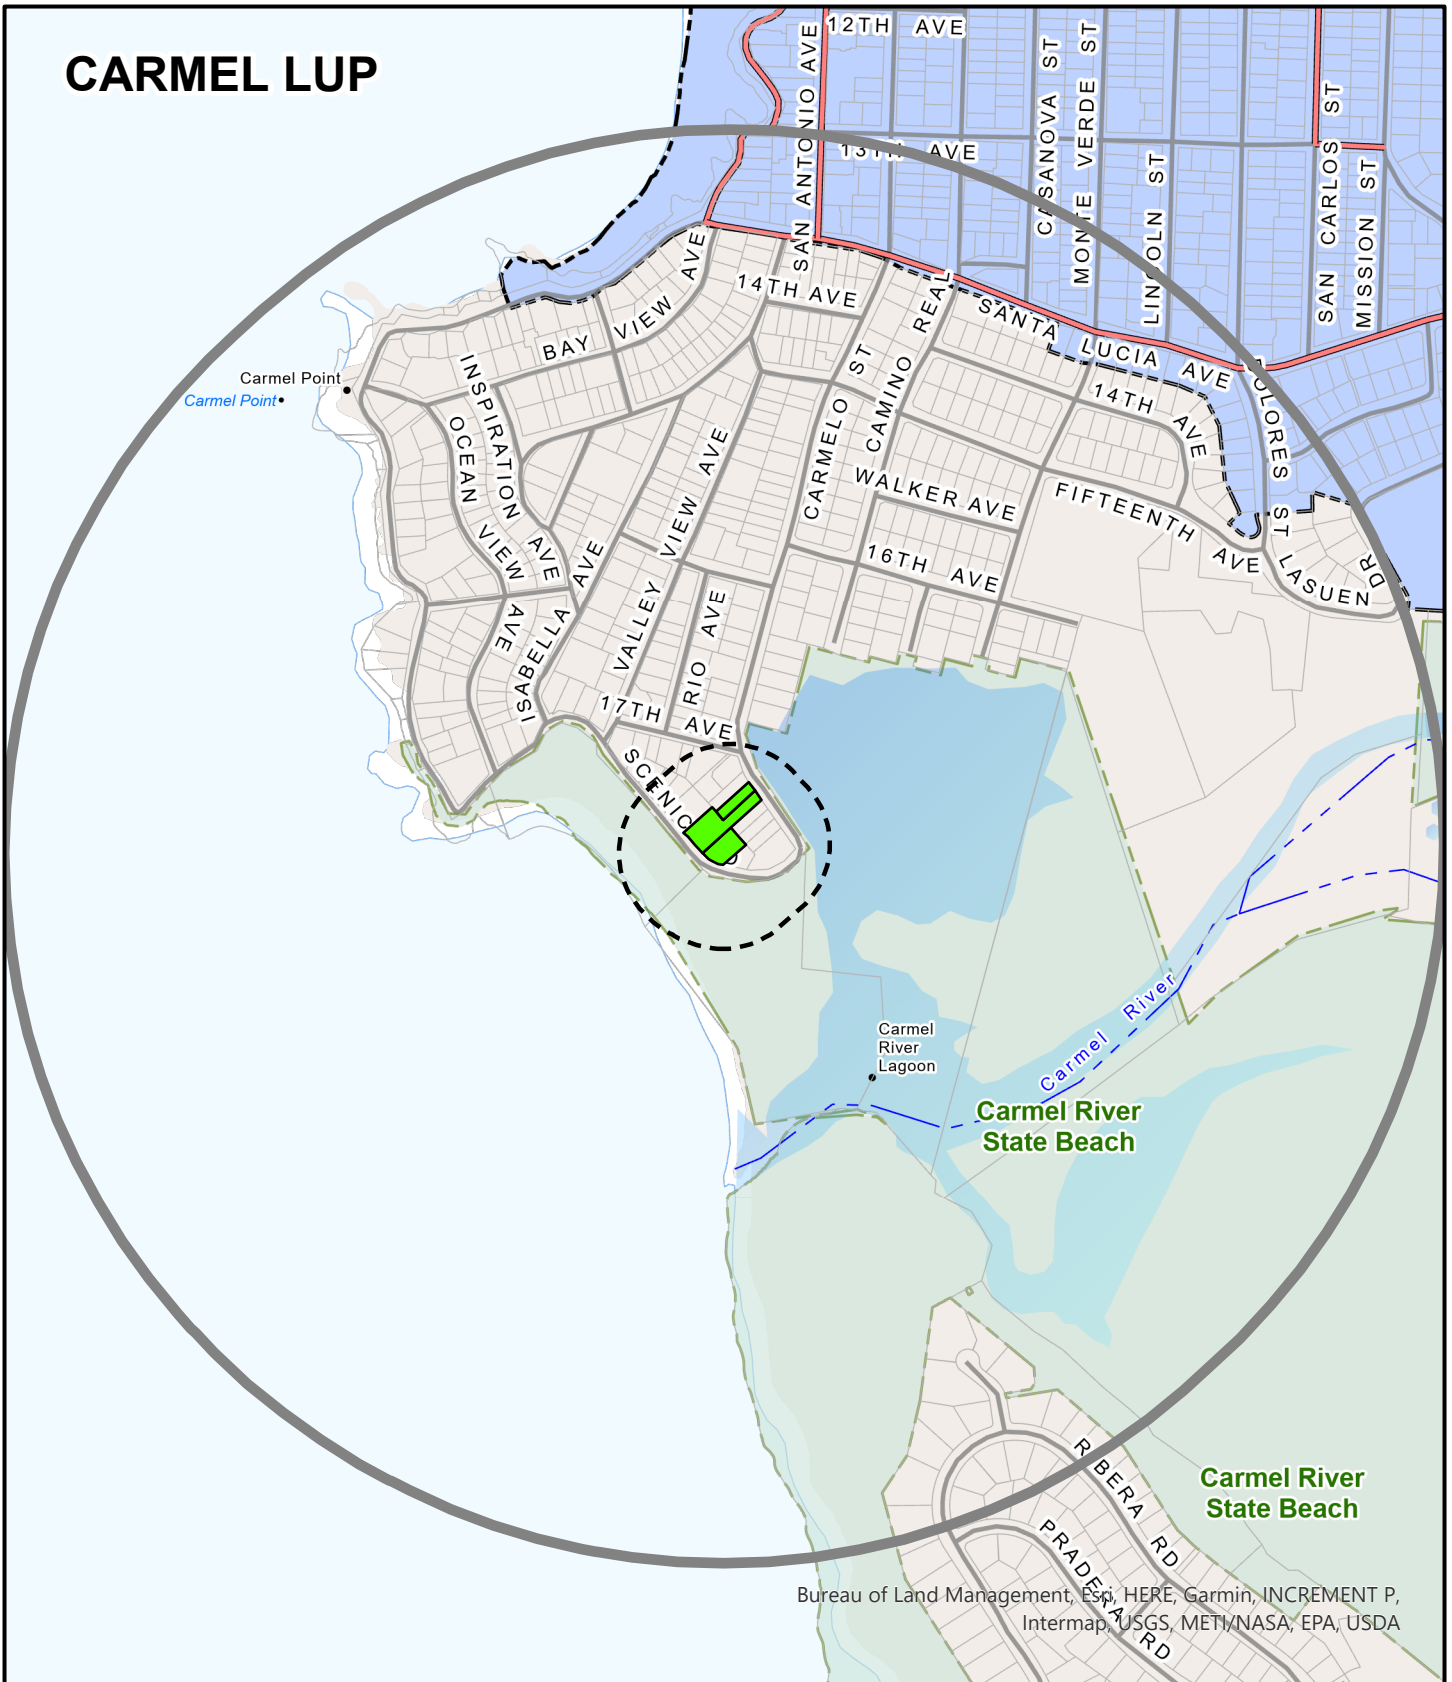 CARMEL LUP
12TH AVE
SAN ANTONIO AVE
CASANOVA ST
MONTE VERDE ST
LINCOLN ST
SAN CARLOS ST
MISSION ST
13TH AVE
BAY VIEW AVE
14TH AVE
SANTA LUCIA AVE
CAMINO REAL
CARMELO ST
DOLORES ST
14TH AVE
Carmel Point
Carmel Point
INSPIRATION AVE
OCEAN VIEW AVE
VALLEY VIEW AVE
WALKER AVE
FIFTEENTH AVE
16TH AVE
LASUEN DR
ISABELLA AVE
RIO AVE
17TH AVE
SCENIC
Carmel
River
Lagoon
Carmel River
Carmel River
State Beach
RIBERA RD
Carmel River
State Beach
PRADERA RD
Bureau of Land Management, Esri, HERE, Garmin, INCREMENT P,
Intermap, USGS, METI/NASA, EPA, USDA